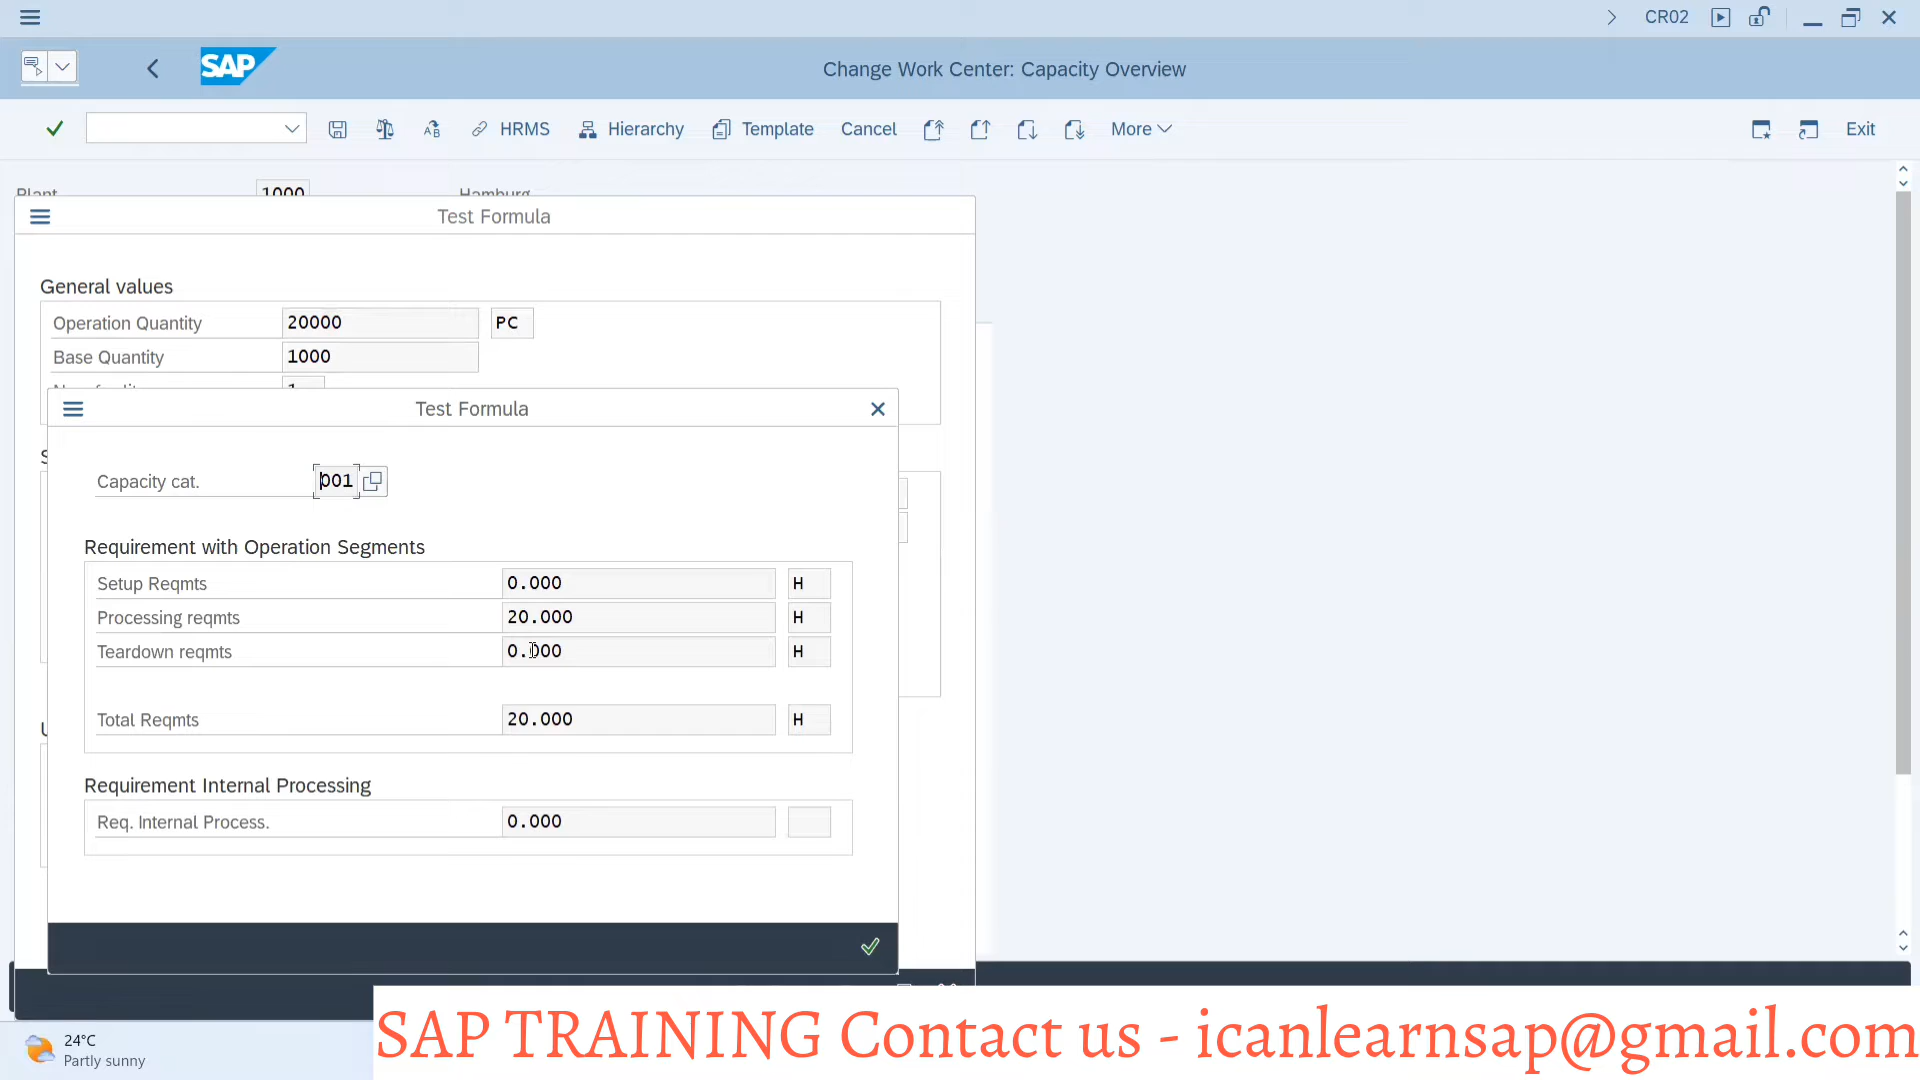 CR02
SAP
Change Work Center: Capacity Overview
HRMS
Hierarchy
Template
Cancel
More
Exit
Plant
1000
Hamburg
Test Formula
General values
Operation Quantity 20000 PC
Base Quantity 1000
Test Formula
Capacity cat. 001
Requirement with Operation Segments
Setup Reqmts 0.000 H
Processing reqmts 20.000 H
Teardown reqmts 0.000 H
Total Reqmts 20.000 H
Requirement Internal Processing
Req. Internal Process. 0.000
24°C
Partly sunny
SAP TRAINING Contact us - icanlearnsap@gmail.com